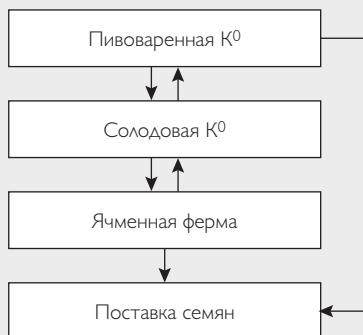 Пивоваренная К⁰
Солодовая К⁰
Ячменная ферма
Поставка семян